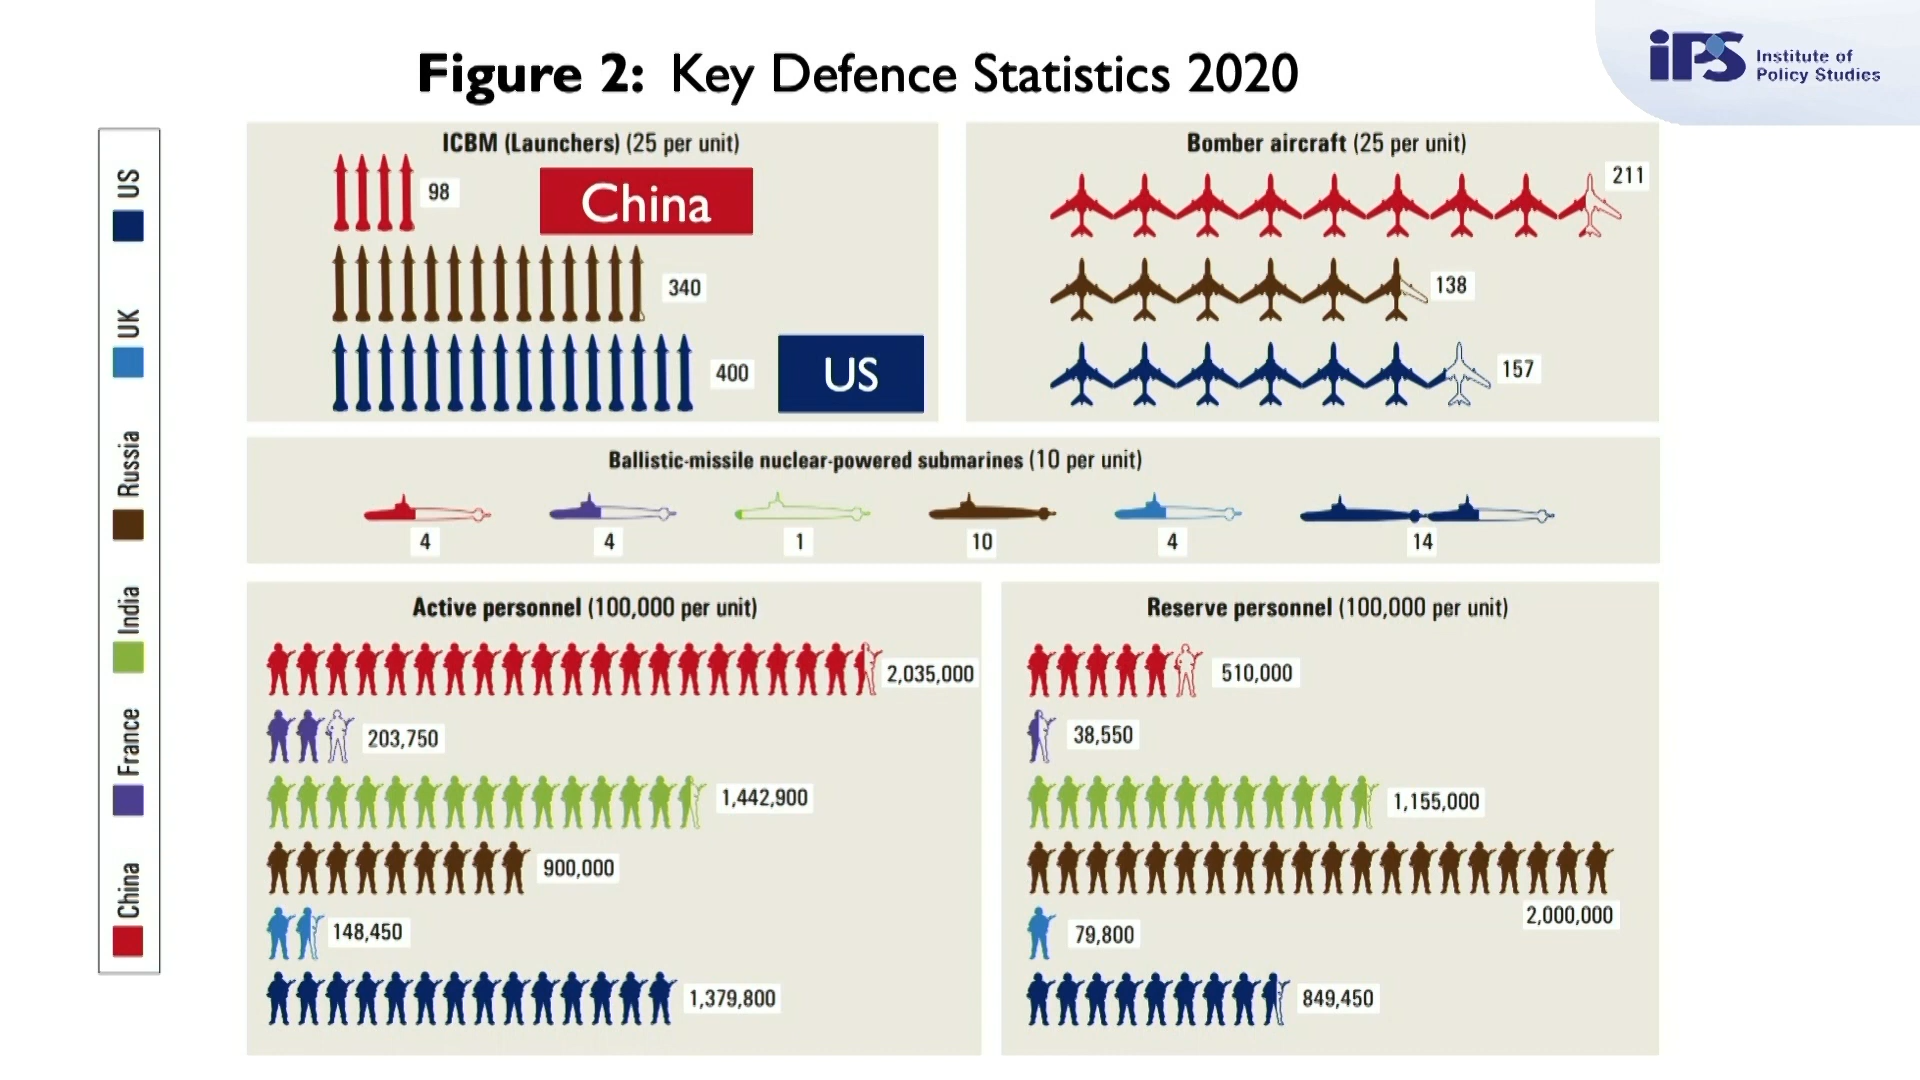 Figure 2: Key Defence Statistics 2020
iPS Institute of
Policy Studies
US
UK
Russia
India
France
China
ICBM (Launchers) (25 per unit)
98
China
340
400
US
Bomber aircraft (25 per unit)
211
138
157
Ballistic-missile nuclear-powered submarines (10 per unit)
4
4
1
10
4
14
Active personnel (100,000 per unit)
2,035,000
203,750
1,442,900
900,000
148,450
1,379,800
Reserve personnel (100,000 per unit)
510,000
38,550
1,155,000
2,000,000
79,800
849,450